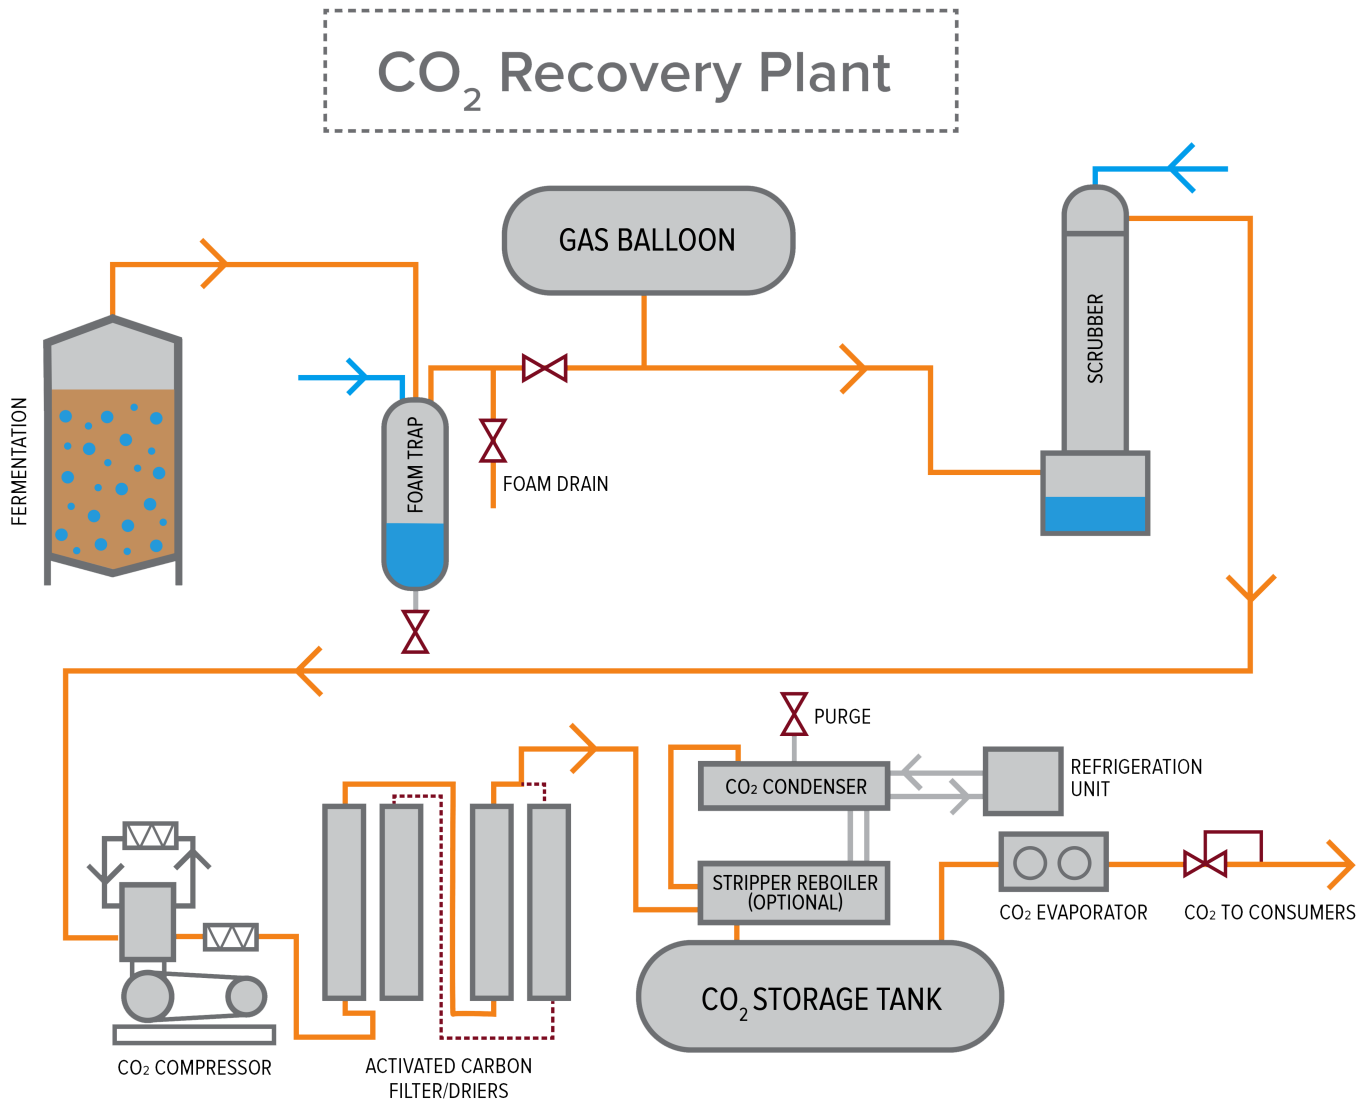 CO₂ Recovery Plant
GAS BALLOON
SCRUBBER
FERMENTATION
FOAM TRAP
FOAM DRAIN
PURGE
CO₂ CONDENSER
REFRIGERATION
UNIT
STRIPPER REBOILER
(OPTIONAL)
CO₂ EVAPORATOR
CO₂ TO CONSUMERS
CO₂ STORAGE TANK
CO₂ COMPRESSOR
ACTIVATED CARBON
FILTER/DRIERS